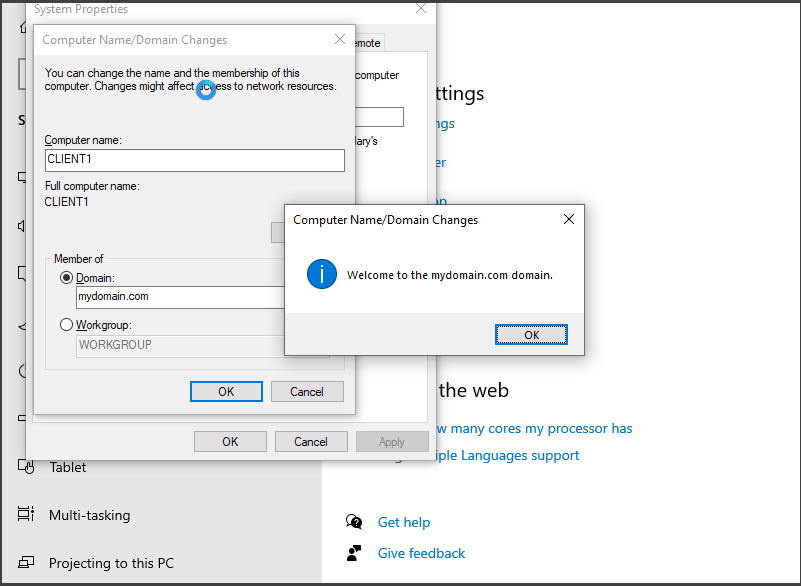 System Properties
Computer Name/Domain Changes
You can change the name and the membership of this
computer. Changes might affect access to network resources.
Computer name:
CLIENT1
Full computer name:
CLIENT1
Member of
Domain:
mydomain.com
Workgroup:
WORKGROUP
OK
Cancel
emote
computer
lary's
OK
Cancel
Apply
Computer Name/Domain Changes
Welcome to the mydomain.com domain.
OK
ttings
ngs
er
the web
w many cores my processor has
iple Languages support
Get help
Give feedback
Tablet
Multi-tasking
Projecting to this PC